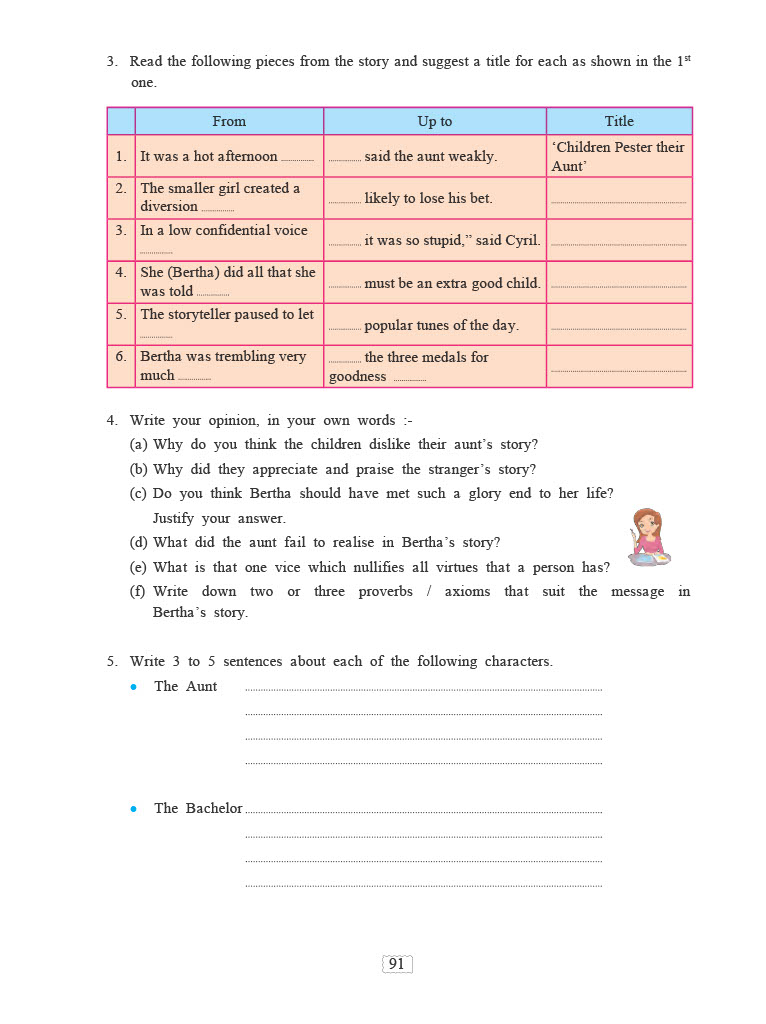 3. Read the following pieces from the story and suggest a title for each as shown in the 1st
one.
From Up to Title
1. It was a hot afternoon .............. .............. said the aunt weakly. ‘Children Pester their
Aunt’
2. The smaller girl created a
diversion .............. .............. likely to lose his bet. ..............
3. In a low confidential voice
.............. .............. it was so stupid,” said Cyril. ..............
4. She (Bertha) did all that she
was told .............. .............. must be an extra good child. ..............
5. The storyteller paused to let
.............. .............. popular tunes of the day. ..............
6. Bertha was trembling very
much .............. .............. the three medals for
goodness .............. ..............
4. Write your opinion, in your own words :-
(a) Why do you think the children dislike their aunt’s story?
(b) Why did they appreciate and praise the stranger’s story?
(c) Do you think Bertha should have met such a glory end to her life?
Justify your answer.
(d) What did the aunt fail to realise in Bertha’s story?
(e) What is that one vice which nullifies all virtues that a person has?
(f) Write down two or three proverbs / axioms that suit the message in
Bertha’s story.
5. Write 3 to 5 sentences about each of the following characters.
• The Aunt ..............
..............
..............
..............
• The Bachelor ..............
..............
..............
..............
91